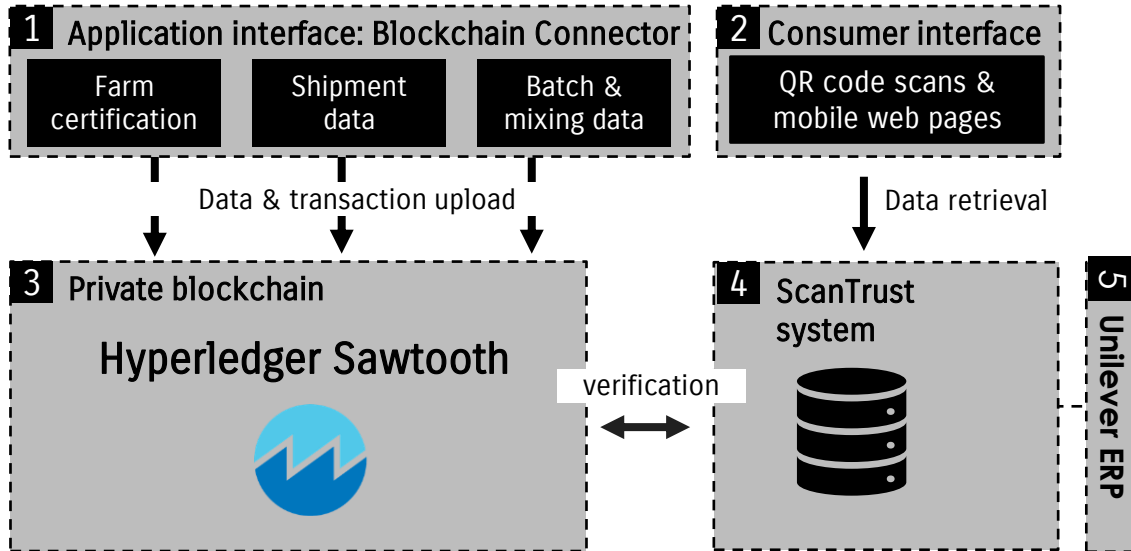 1 Application interface: Blockchain Connector
Farm
certification
Shipment
data
Batch &
mixing data
2 Consumer interface
QR code scans &
mobile web pages
Data & transaction upload
Data retrieval
3 Private blockchain
Hyperledger Sawtooth
verification
4 ScanTrust
system
5 Unilever ERP